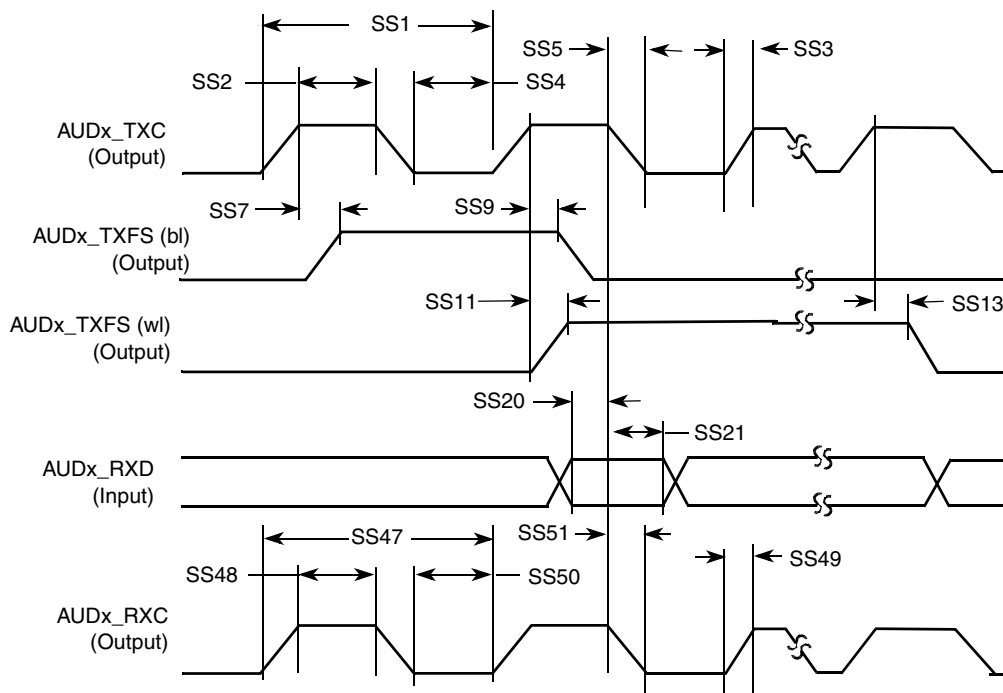 SS1
SS5
SS3
SS2
SS4
AUDx_TXC
(Output)
SS7
SS9
AUDx_TXFS (bl)
(Output)
SS11
SS13
AUDx_TXFS (wl)
(Output)
SS20
SS21
AUDx_RXD
(Input)
SS47
SS51
SS49
SS48
SS50
AUDx_RXC
(Output)